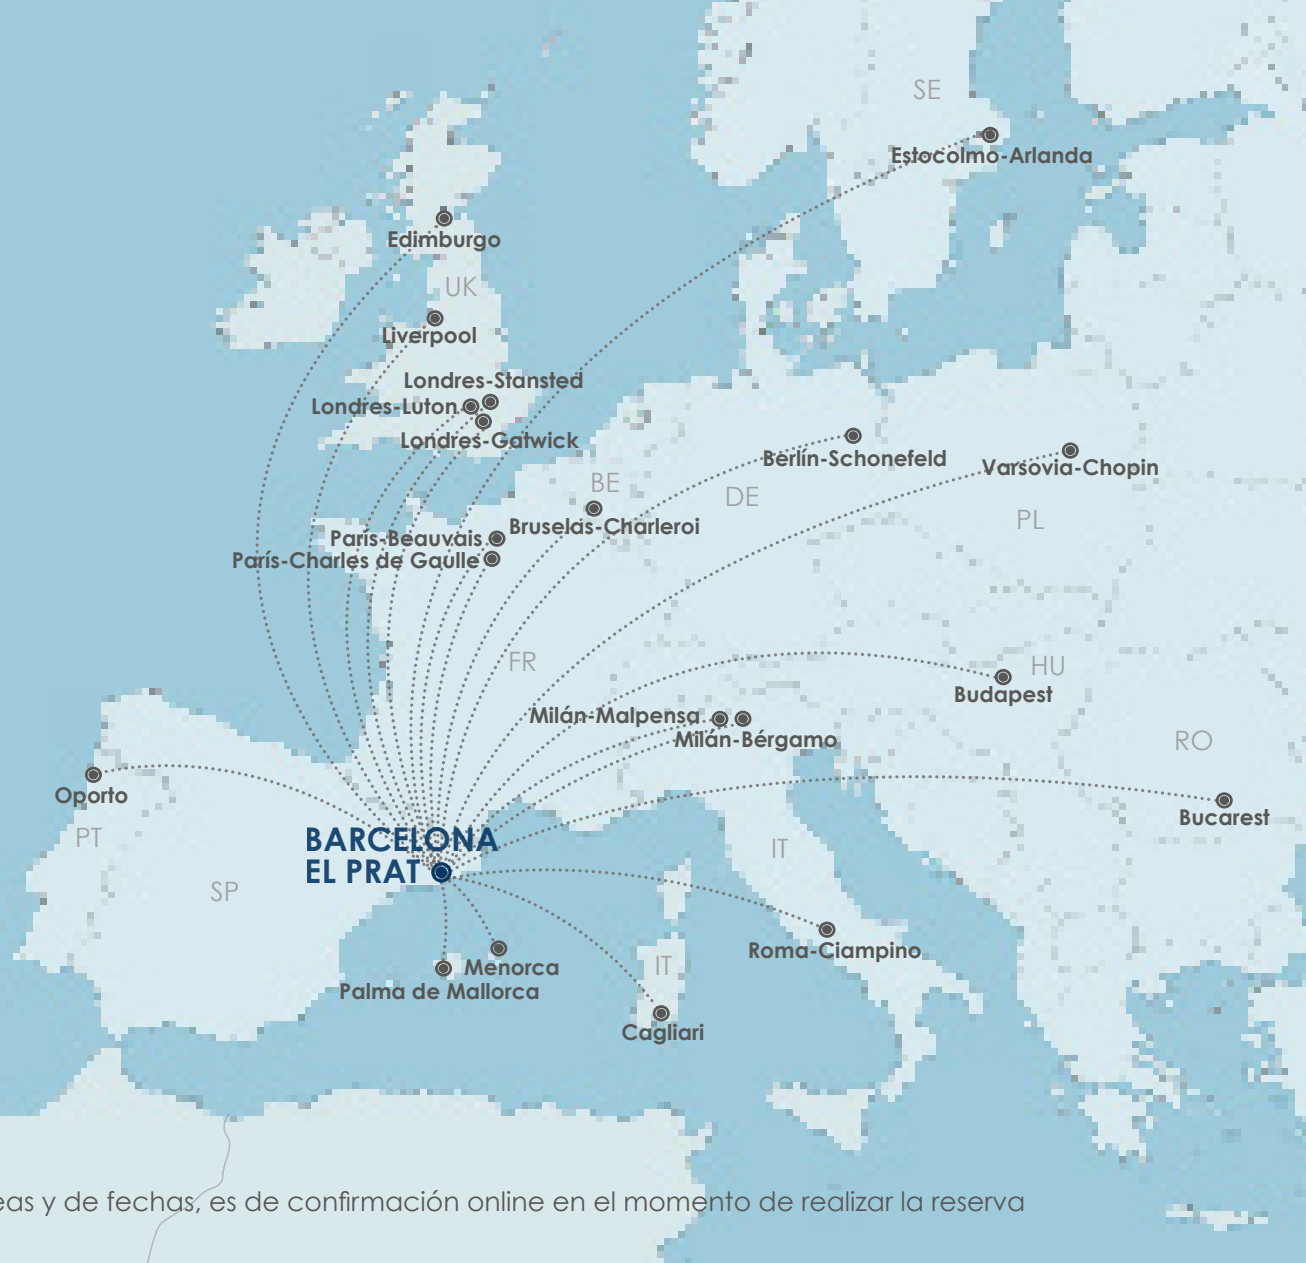 SE
Estocolmo-Arlanda
Edimburgo
UK
Liverpool
Londres-Stansted
Londres-Luton
Londres-Gatwick
Berlín-Schonefeld
Varsovia-Chopin
BE
DE
Bruselas-Charleroi
PL
París-Beauvais
París-Charles de Gaulle
FR
HU
Budapest
Milán-Malpensa
Milán-Bérgamo
RO
Oporto
Bucarest
PT
BARCELONA
EL PRAT
IT
SP
Roma-Ciampino
Menorca
IT
Palma de Mallorca
Cagliari
y de fechas, es de confirmación online en el momento de realizar la reserva